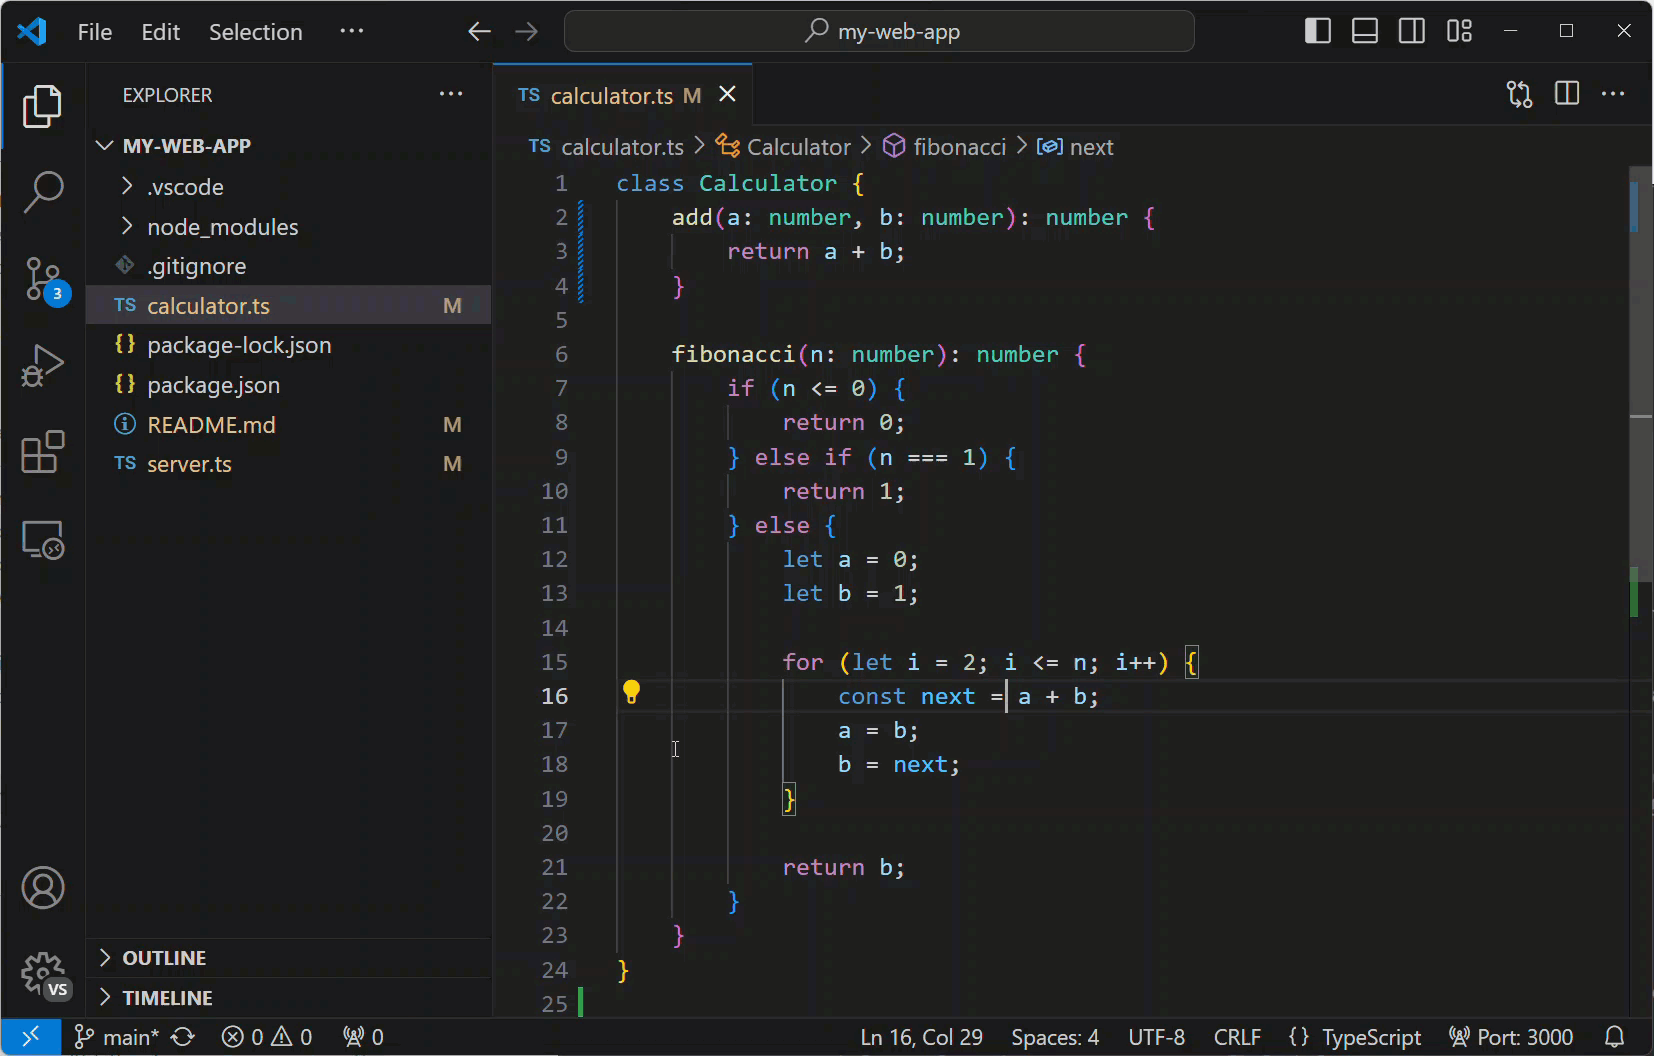 File Edit Selection ··· my-web-app
EXPLORER ···
MY-WEB-APP
.vscode
node_modules
.gitignore
TS calculator.ts M
{} package-lock.json
{} package.json
README.md M
TS server.ts M
OUTLINE
TIMELINE
3
VS
TS calculator.ts M
TS calculator.ts > Calculator > fibonacci > next
1 class Calculator {
2 add(a: number, b: number): number {
3 return a + b;
4 }
5
6 fibonacci(n: number): number {
7 if (n <= 0) {
8 return 0;
9 } else if (n === 1) {
10 return 1;
11 } else {
12 let a = 0;
13 let b = 1;
14
15 for (let i = 2; i <= n; i++) {
16 const next = a + b;
17 a = b;
18 b = next;
19 }
20
21 return b;
22 }
23 }
24 }
25
main* 0 0 0 Ln 16, Col 29 Spaces: 4 UTF-8 CRLF {} TypeScript Port: 3000